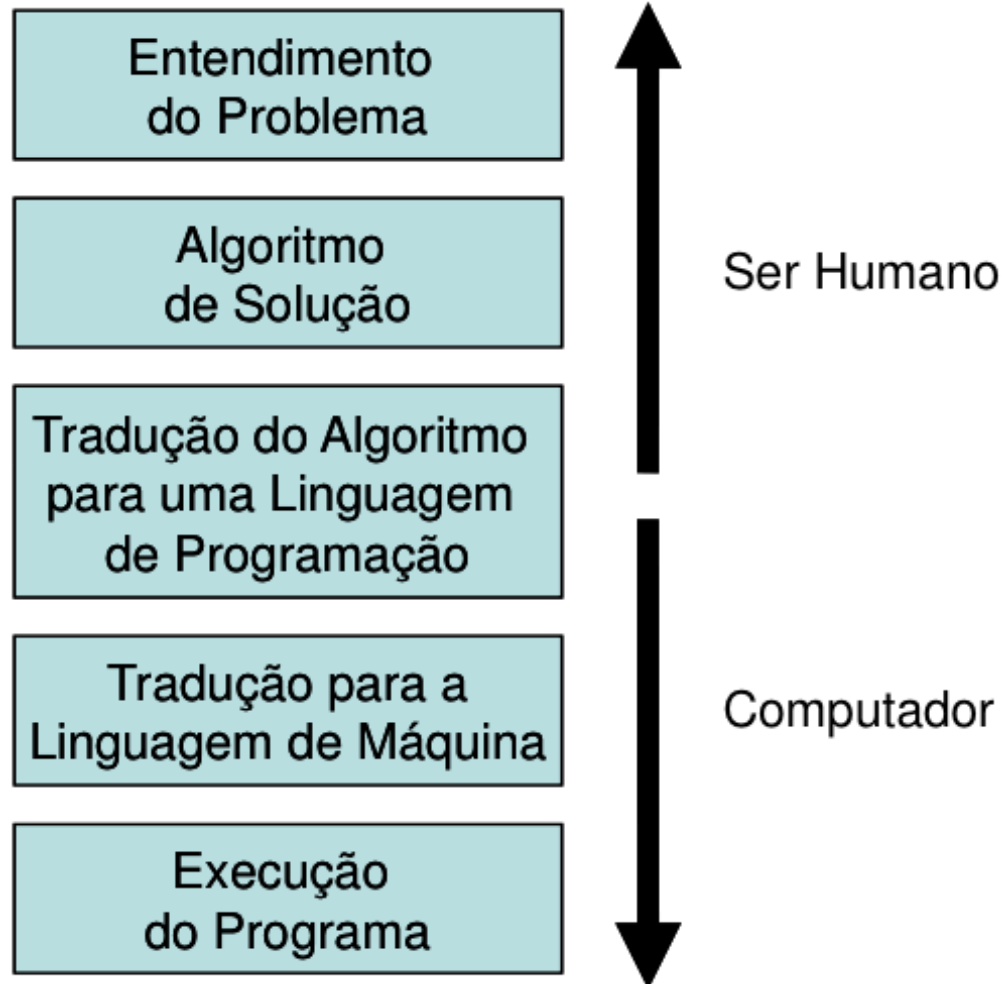 Entendimento
do Problema
Algoritmo
de Solução
Ser Humano
Tradução do Algoritmo
para uma Linguagem
de Programação
Tradução para a
Linguagem de Máquina
Computador
Execução
do Programa